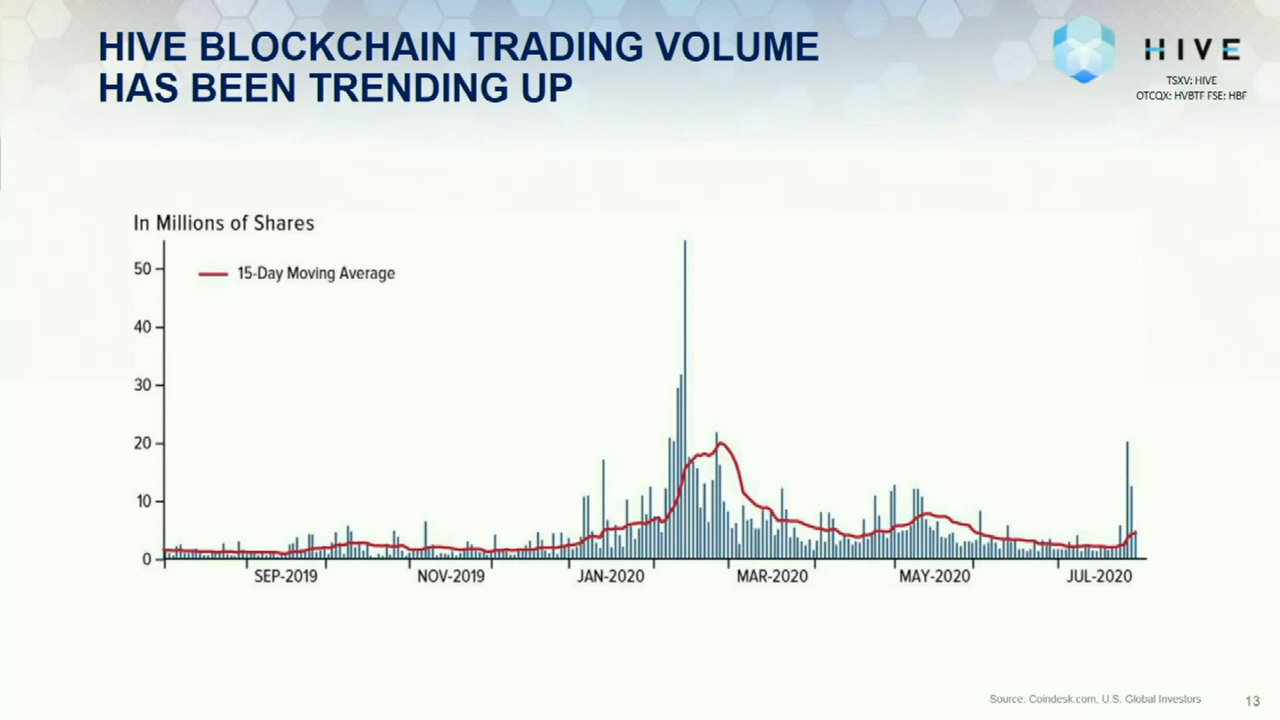 HIVE BLOCKCHAIN TRADING VOLUME
HAS BEEN TRENDING UP
HIVE
TSXV: HIVE
OTCQX: HVBTF FSE: HBF
In Millions of Shares
15-Day Moving Average
50
40
30
20
10
0
SEP-2019 NOV-2019 JAN-2020 MAR-2020 MAY-2020 JUL-2020
Source: Coindesk.com, U.S. Global Investors
13